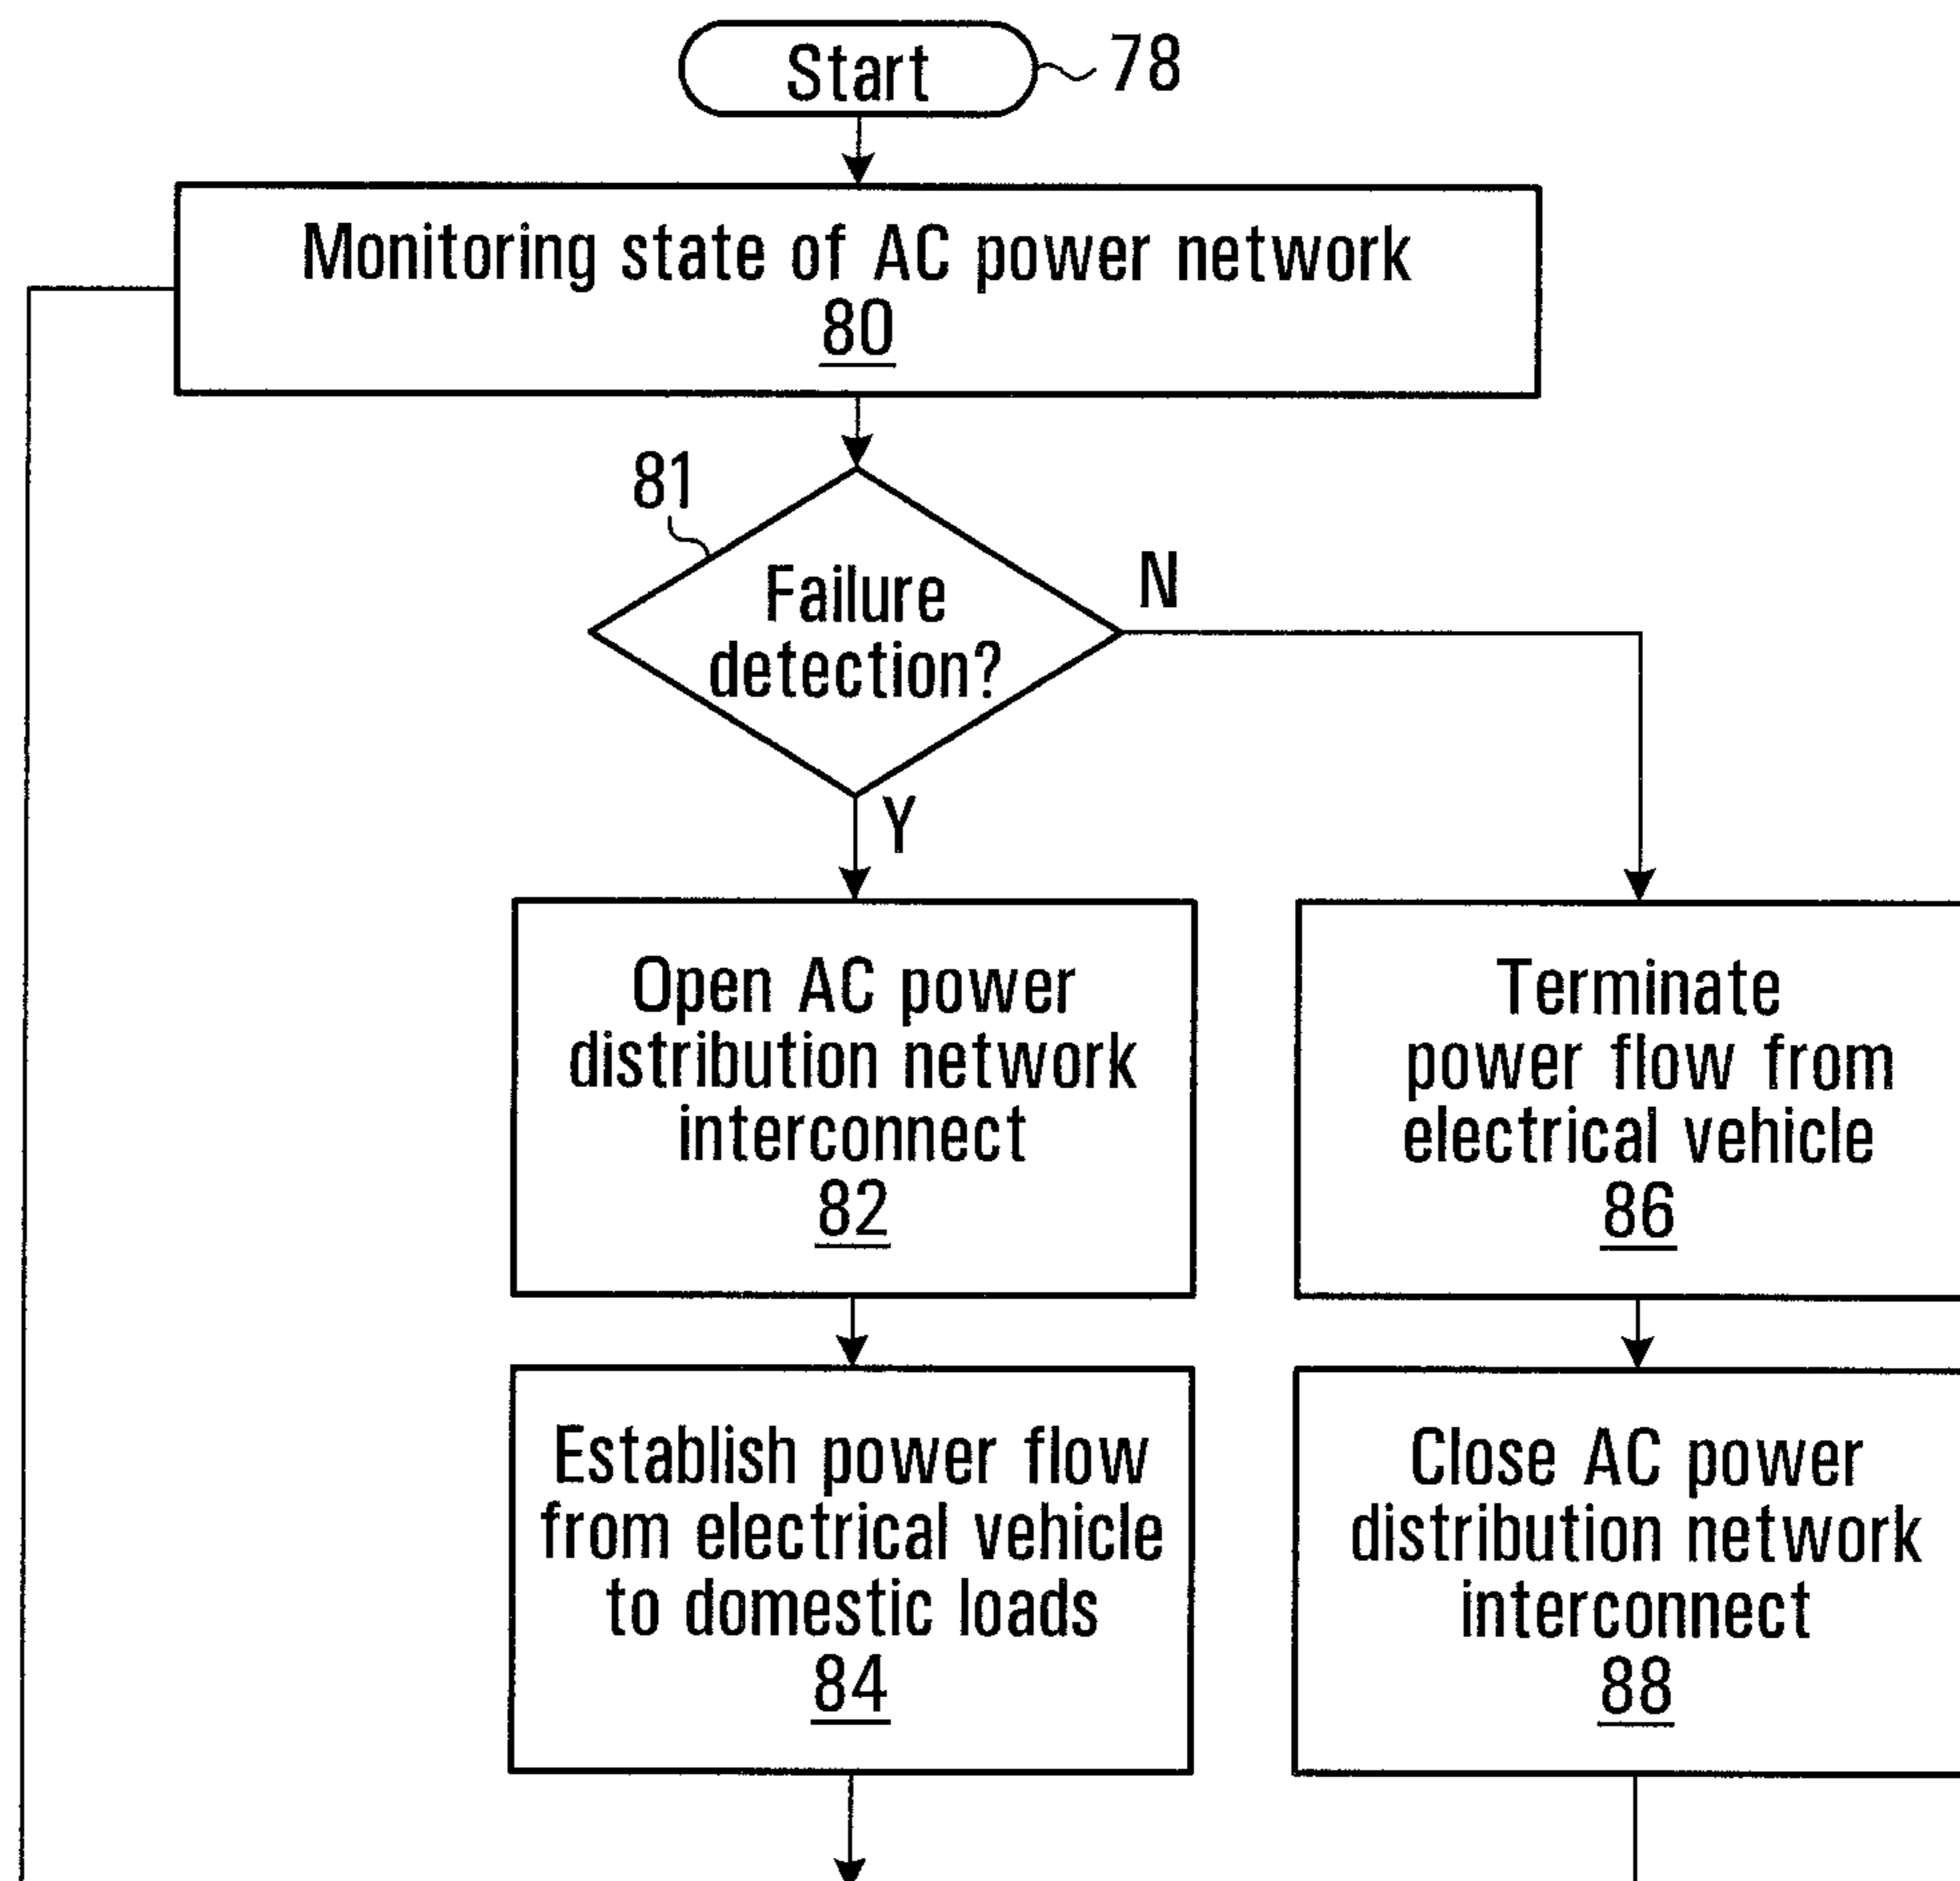 Start
78
Monitoring state of AC power network
80
81
Failure
detection?
N
Y
Open AC power
distribution network
interconnect
82
Terminate
power flow from
electrical vehicle
86
Establish power flow
from electrical vehicle
to domestic loads
84
Close AC power
distribution network
interconnect
88